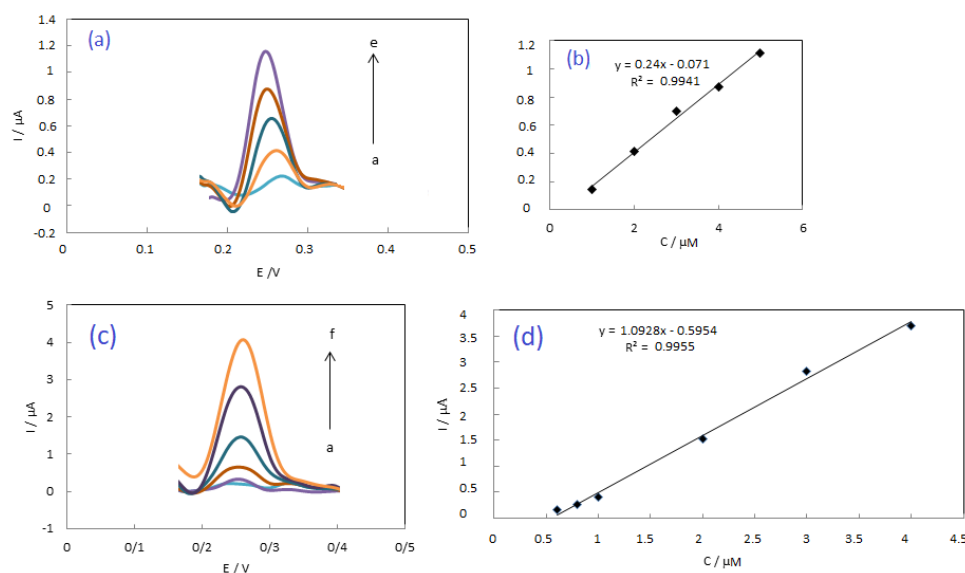 (a)
1.4
1.2
1
0.8
0.6
0.4
0.2
0
-0.2
I / µA
e
a
0 0.1 0.2 0.3 0.4 0.5
E /V
(b)
y = 0.24x - 0.071
R² = 0.9941
1.2
1
0.8
0.6
0.4
0.2
0
I / µA
0 2 4 6
C / µM
(c)
5
4
3
2
1
0
-1
I / µA
f
a
0 0/1 0/2 0/3 0/4 0/5
E / V
(d)
y = 1.0928x - 0.5954
R² = 0.9955
4
3.5
3
2.5
2
1.5
1
0.5
0
I / µA
0 0.5 1 1.5 2 2.5 3 3.5 4 4.5
C / µM